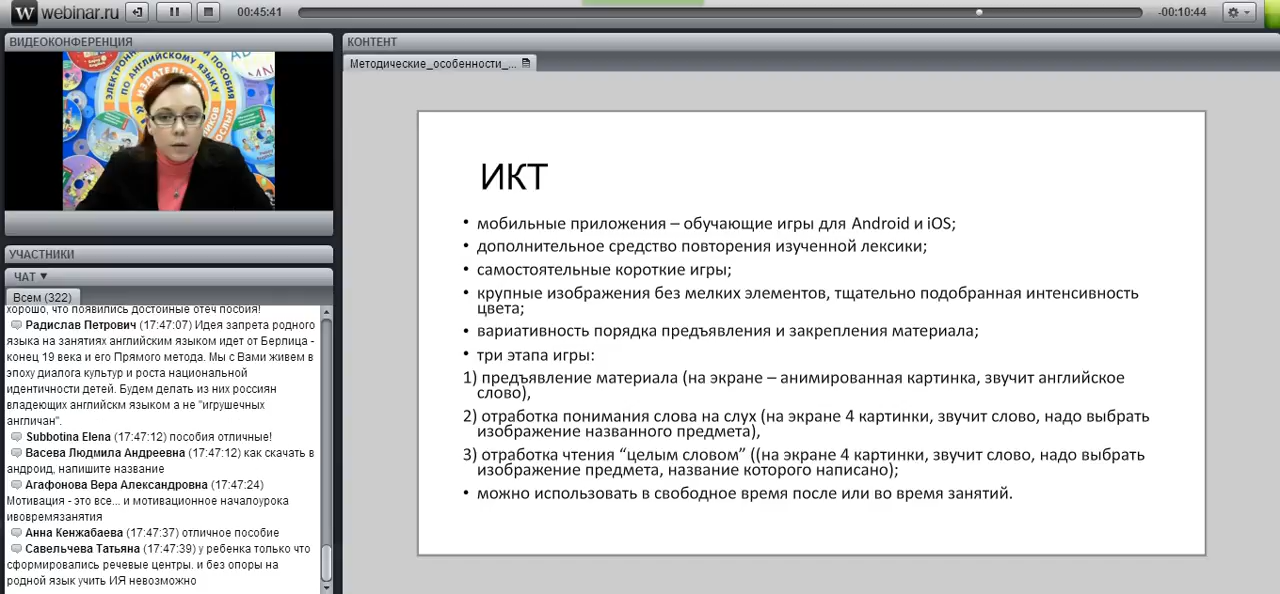 webinar.ru
00:45:41
-00:10:44
ВИДЕОКОНФЕРЕНЦИЯ
ЭЛЕКТРОННЫЕ
ПОСОБИЯ
ПО АНГЛИЙСКОМУ ЯЗЫКУ
УЧАСТНИКИ
ЧАТ ▼
Всем (322)
хорошо, что появились достойные отеч посбия!
Радислав Петрович (17:47:07) Идея запрета родного
языка на занятиях английским языком идет от Берлица -
конец 19 века и его Прямого метода. Мы с Вами живем в
эпоху диалога культур и роста национальной
идентичности детей. Будем делать из них россиян
владеющих английскм языком а не "игрушечных
англичан".
Subbotina Elena (17:47:12) пособия отличные!
Васева Людмила Андреевна (17:47:12) как скачать в
андроид, напишите название
Агафонова Вера Александровна (17:47:24)
Мотивация - это все... и мотивационное началоурока
ивовремязанятия
Анна Кенжабаева (17:47:37) отличное пособие
Савельчева Татьяна (17:47:39) у ребенка только что
сформировались речевые центры. и без опоры на
родной язык учить ИЯ невозможно
КОНТЕНТ
Методические_особенности_...
ИКТ
• мобильные приложения – обучающие игры для Android и iOS;
• дополнительное средство повторения изученной лексики;
• самостоятельные короткие игры;
• крупные изображения без мелких элементов, тщательно подобранная интенсивность
цвета;
• вариативность порядка предъявления и закрепления материала;
• три этапа игры:
1) предъявление материала (на экране – анимированная картинка, звучит английское
слово),
2) отработка понимания слова на слух (на экране 4 картинки, звучит слово, надо выбрать
изображение названного предмета),
3) отработка чтения “целым словом” ((на экране 4 картинки, звучит слово, надо выбрать
изображение предмета, название которого написано);
• можно использовать в свободное время после или во время занятий.